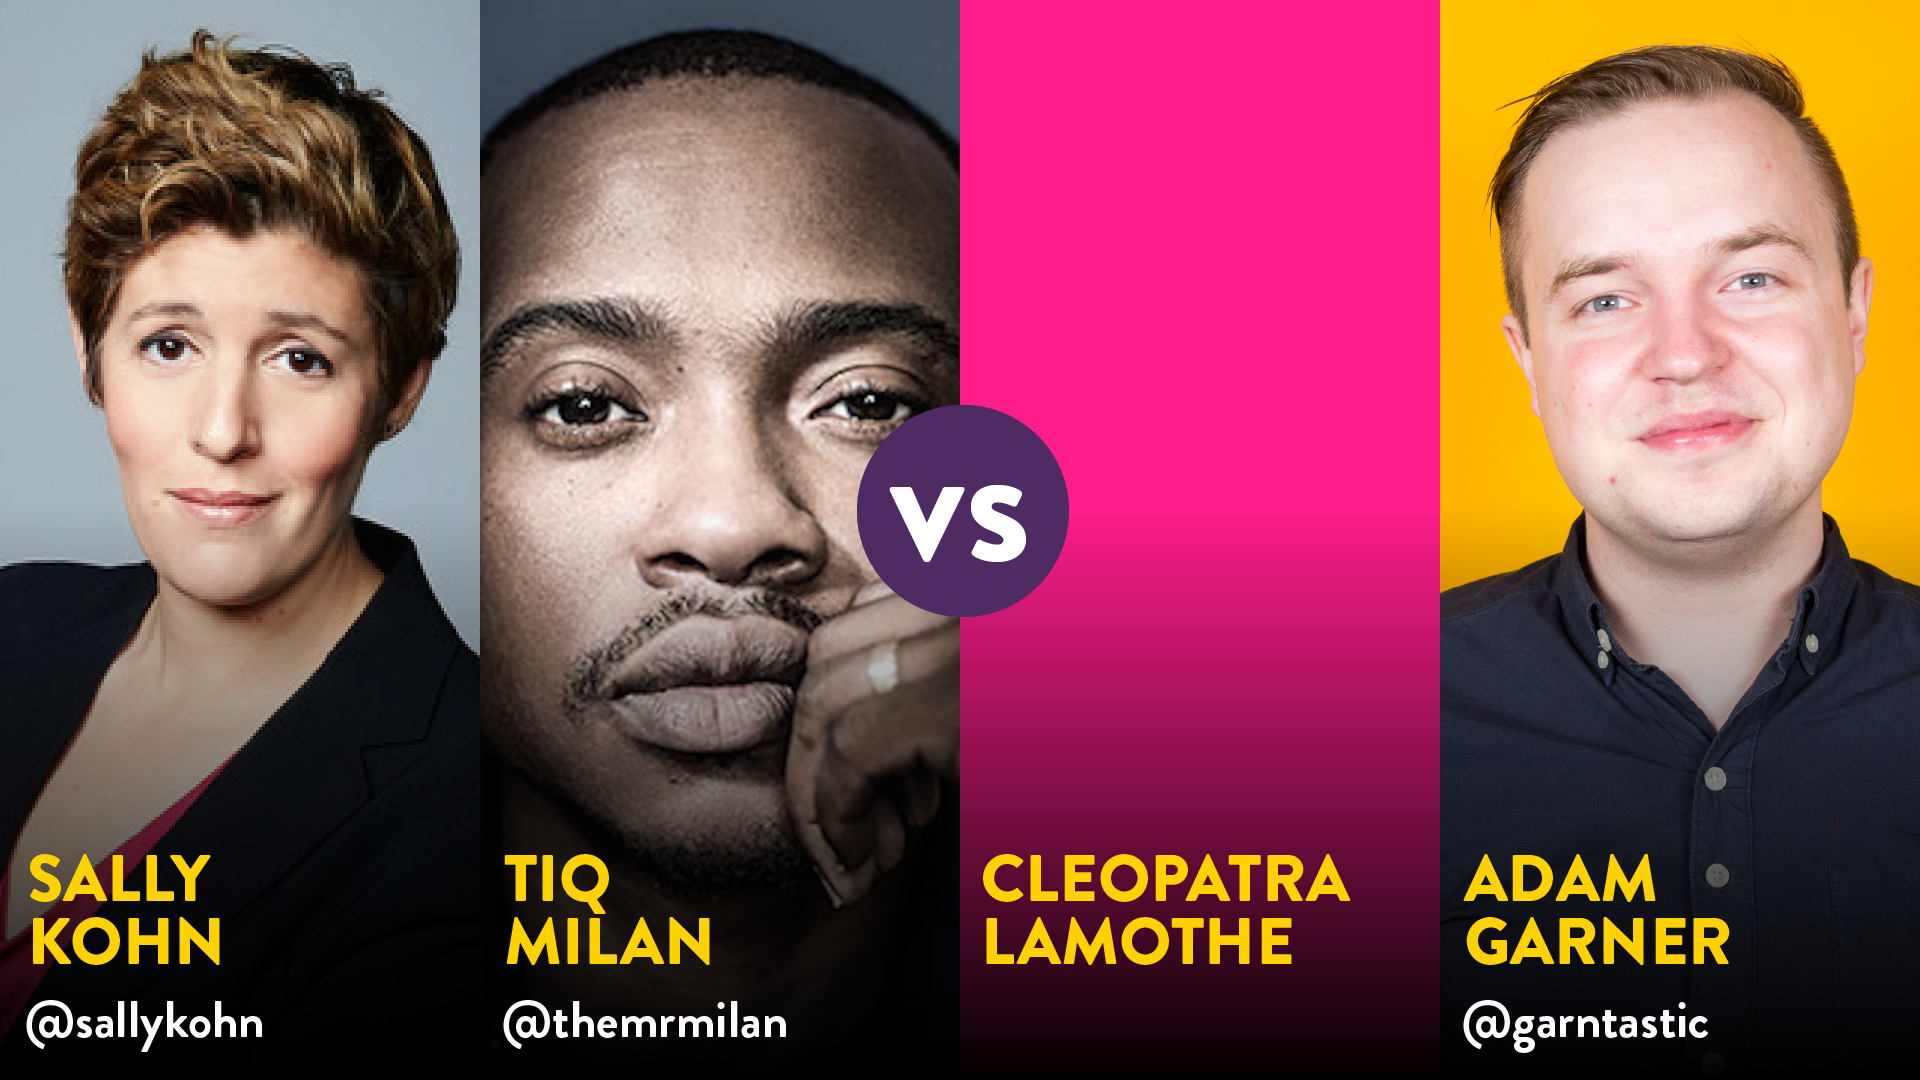 SALLY
KOHN
@sallykohn
TIQ
MILAN
@themrmilan
VS
CLEOPATRA
LAMOTHE
ADAM
GARNER
@garntastic